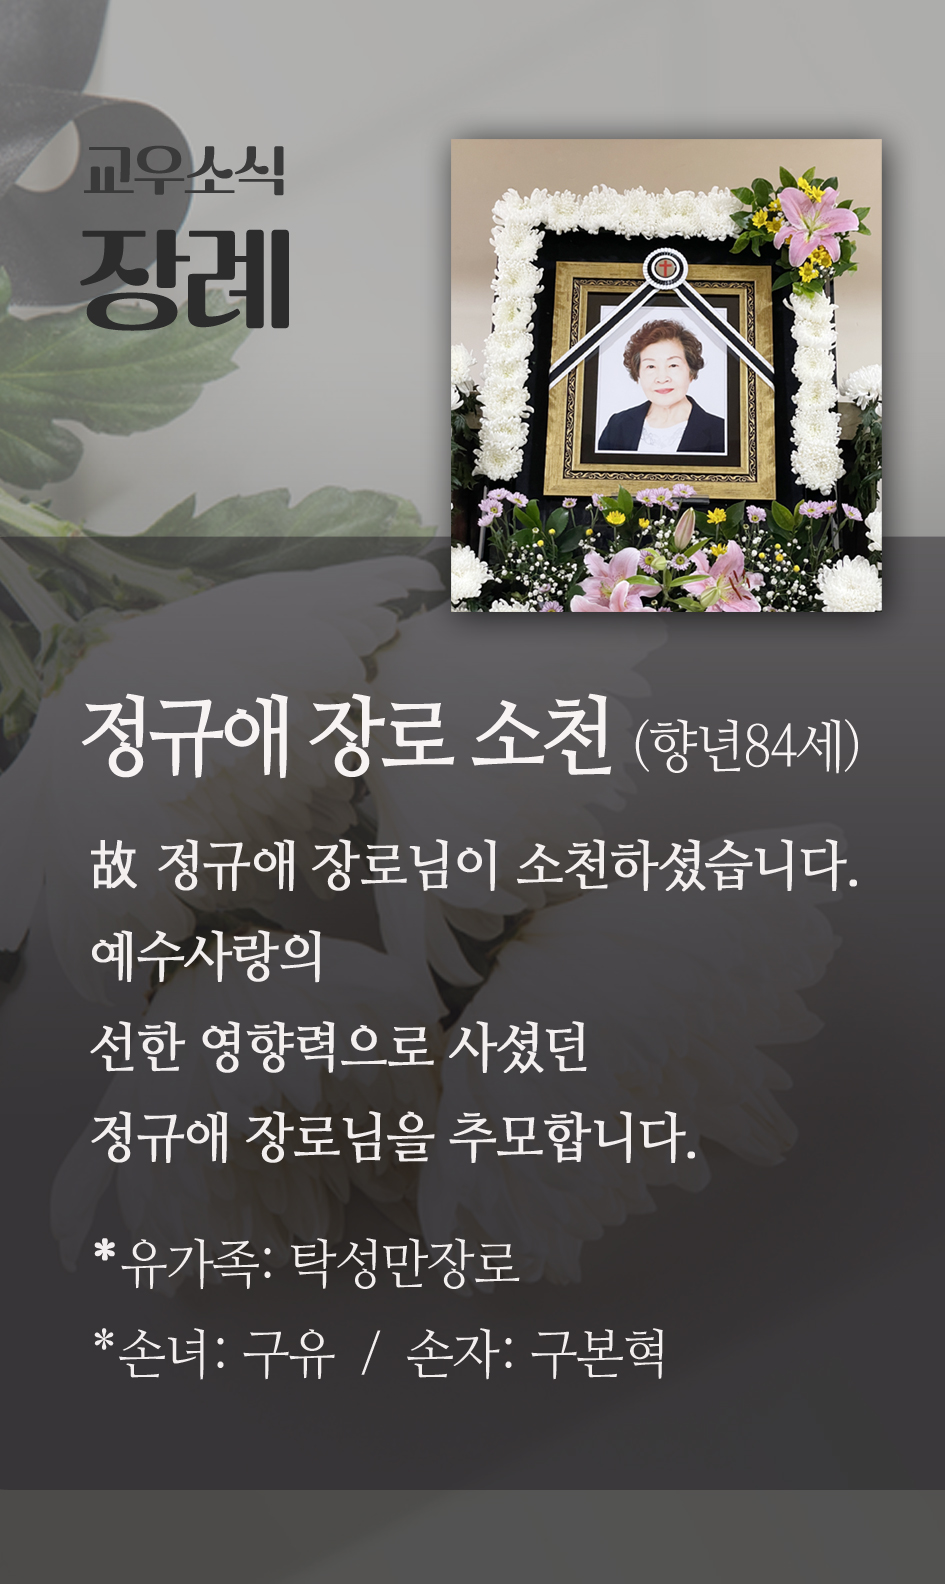 교우소식
장례
정규애 장로 소천 (향년84세)
故 정규애 장로님이 소천하셨습니다.
예수사랑의
선한 영향력으로 사셨던
정규애 장로님을 추모합니다.
*유가족: 탁성만장로
*손녀: 구유 / 손자: 구본혁